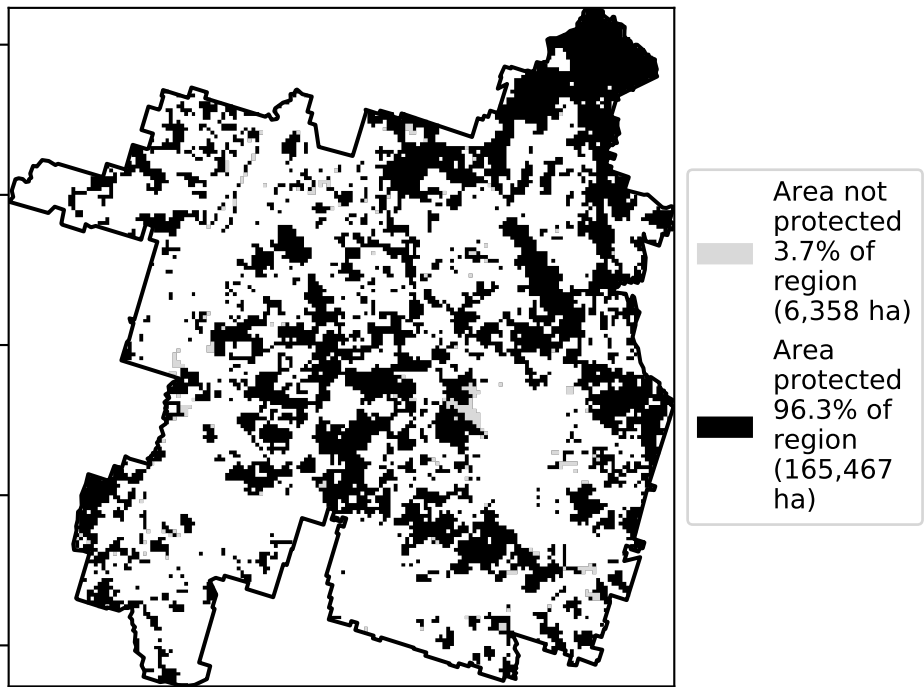 Area not
protected
3.7% of
region
(6,358 ha)
Area
protected
96.3% of
region
(165,467
ha)